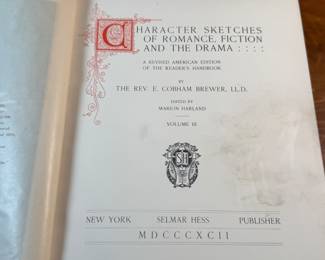 CHARACTER SKETCHES
OF ROMANCE, FICTION
AND THE DRAMA : : : :
A REVISED AMERICAN EDITION
OF THE READER'S HANDBOOK
BY
THE REV. E. COBHAM BREWER, LL.D.
EDITED BY
MARION HARLAND
VOLUME III
SH
NEW YORK SELMAR HESS PUBLISHER
MDCCCXCII